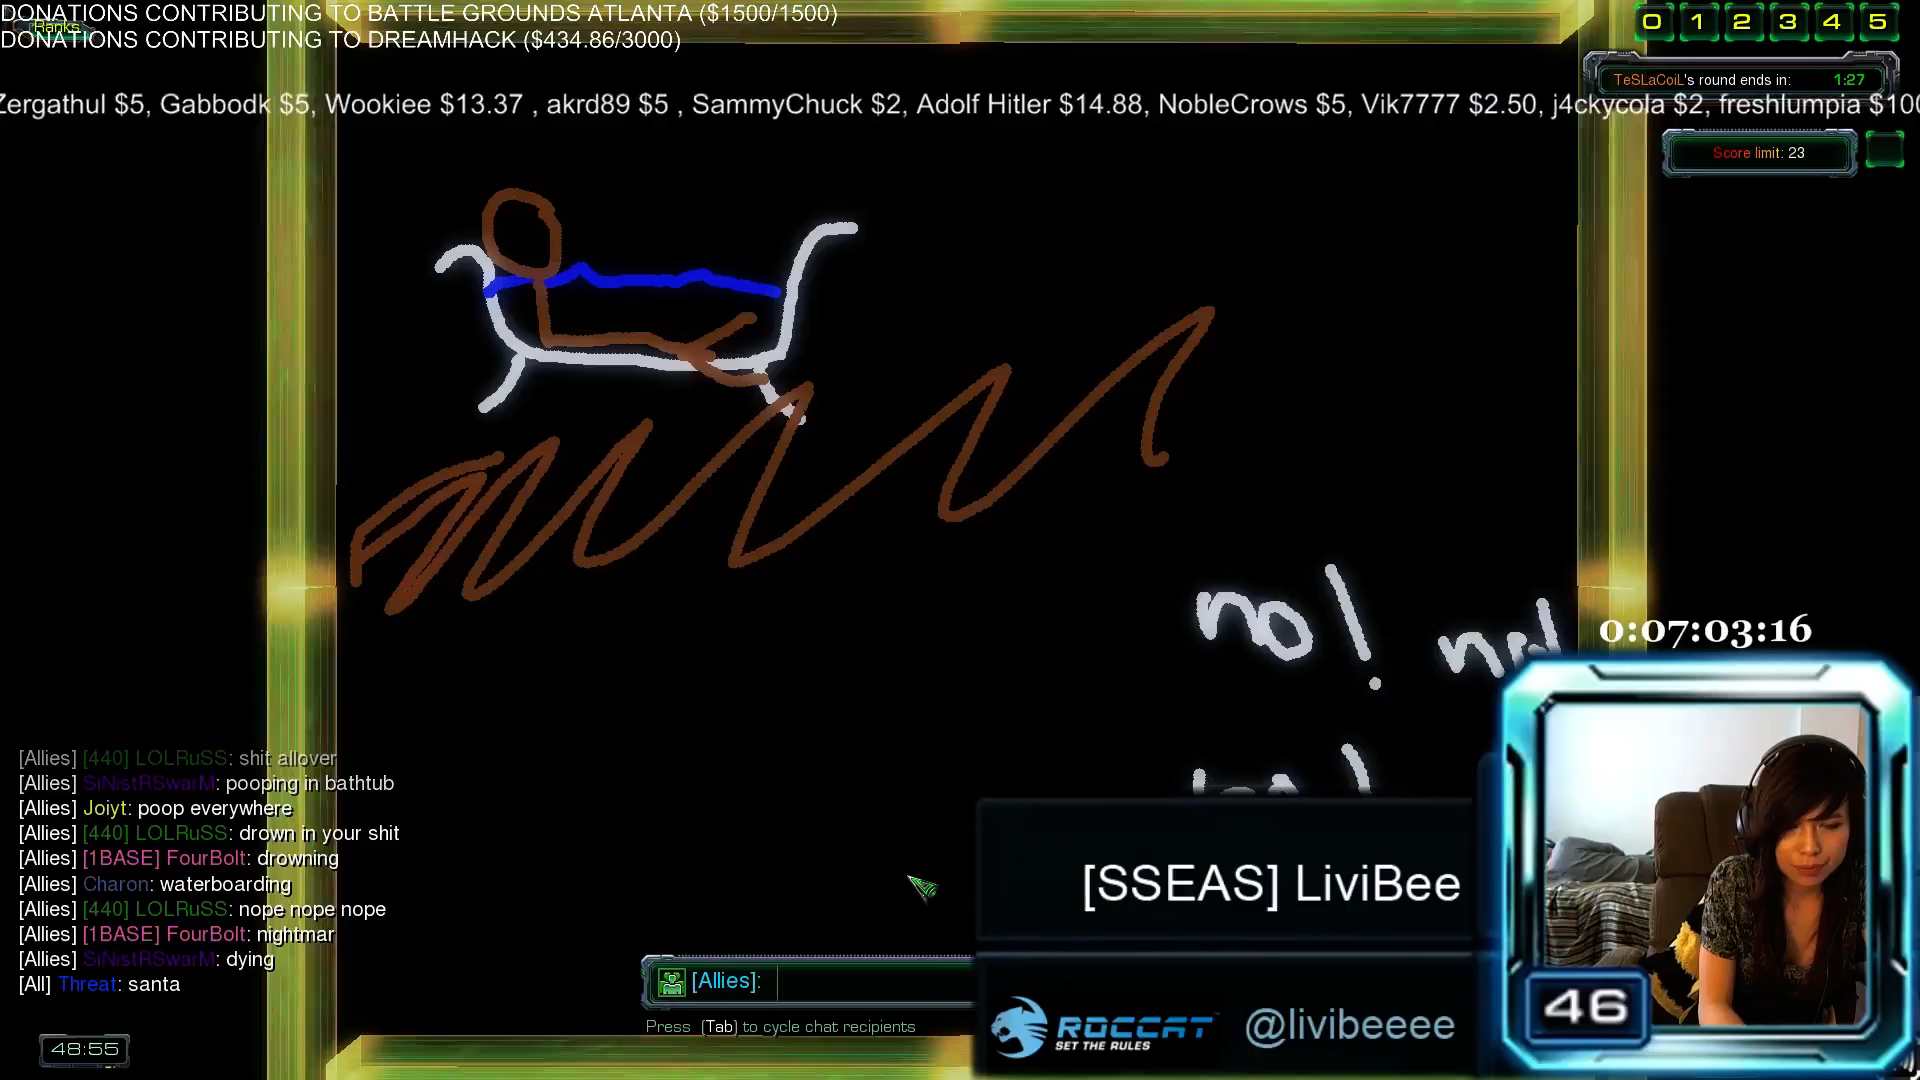 DONATIONS CONTRIBUTING TO BATTLE GROUNDS ATLANTA ($1500/1500)
Ranks
DONATIONS CONTRIBUTING TO DREAMHACK ($434.86/3000)
0 1 2 3 4 5
TeSLaCoiL's round ends in: 1:27
Zergathul $5, Gabbodk $5, Wookiee $13.37 , akrd89 $5 , SammyChuck $2, Adolf Hitler $14.88, NobleCrows $5, Vik7777 $2.50, j4ckycola $2, freshlumpia $100
Score limit: 23
no! no!
0:07:03:16
[Allies] [440] LOLRuSS: shit allover
[Allies] SiNistRSwarM: pooping in bathtub
[Allies] Joiyt: poop everywhere
[Allies] [440] LOLRuSS: drown in your shit
[Allies] [1BASE] FourBolt: drowning
[Allies] Charon: waterboarding
[Allies] [440] LOLRuSS: nope nope nope
[Allies] [1BASE] FourBolt: nightmar
[Allies] SiNistRSwarM: dying
[All] Threat: santa
[SSEAS] LiviBee
[Allies]:
Press (Tab) to cycle chat recipients
ROCCAT
SET THE RULES
@livibeeee
46
48:55